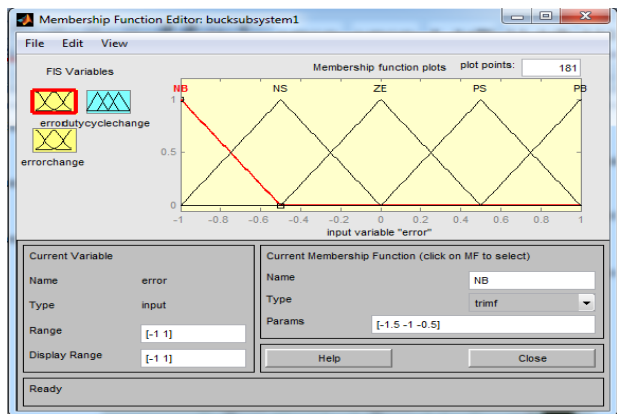 Membership Function Editor: bucksubsystem1
File Edit View
FIS Variables
Membership function plots plot points: 181
NB NS ZE PS PB
errordutycyclechange
errorchange
1
0.5
0
-1 -0.8 -0.6 -0.4 -0.2 0 0.2 0.4 0.6 0.8 1
input variable "error"
Current Variable
Name error
Type input
Range [-1 1]
Display Range [-1 1]
Current Membership Function (click on MF to select)
Name NB
Type trimf
Params [-1.5 -1 -0.5]
Help Close
Ready